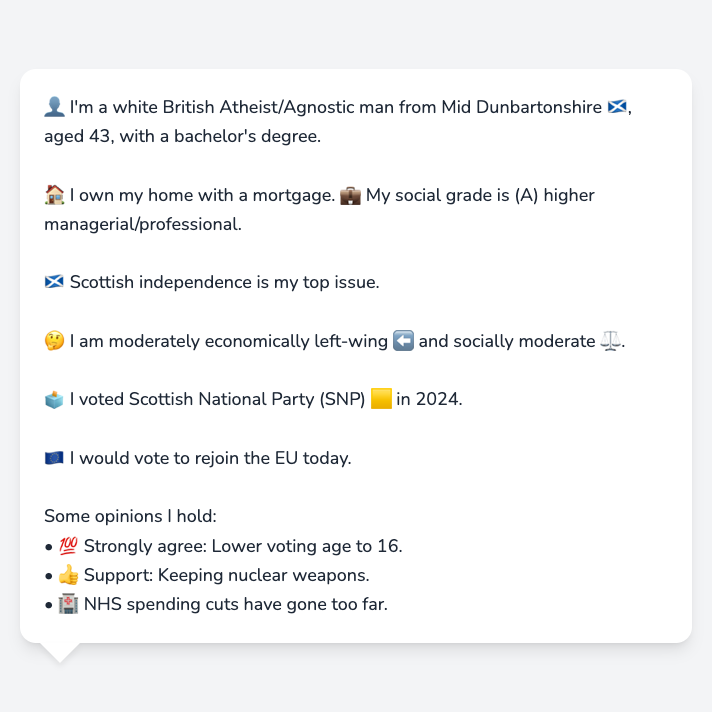 👤 I'm a white British Atheist/Agnostic man from Mid Dunbartonshire 🏴󠁧󠁢󠁳󠁣󠁴󠁿,
aged 43, with a bachelor's degree.
🏠 I own my home with a mortgage. 💼 My social grade is (A) higher
managerial/professional.
🏴󠁧󠁢󠁳󠁣󠁴󠁿 Scottish independence is my top issue.
🤔 I am moderately economically left-wing ⬅️ and socially moderate ⚖️.
🗳️ I voted Scottish National Party (SNP) 🟨 in 2024.
🇪🇺 I would vote to rejoin the EU today.
Some opinions I hold:
• 💯 Strongly agree: Lower voting age to 16.
• 👍 Support: Keeping nuclear weapons.
• 🏥 NHS spending cuts have gone too far.